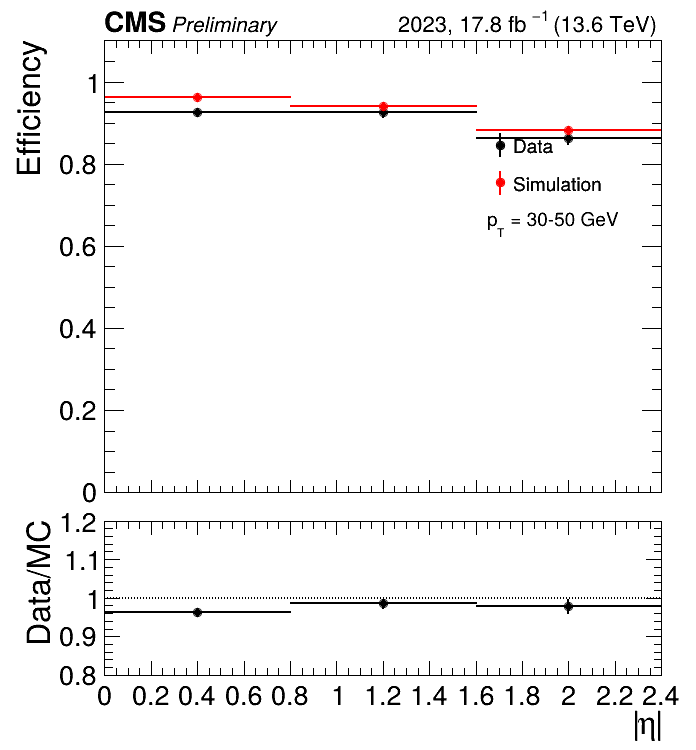 CMS Preliminary 2023, 17.8 fb⁻¹ (13.6 TeV)
Efficiency
1
0.8
0.6
0.4
0.2
0
Data
Simulation
p_T = 30-50 GeV
Data/MC
1.2
1.1
1
0.9
0.8
0 0.2 0.4 0.6 0.8 1 1.2 1.4 1.6 1.8 2 2.2 2.4
|η|